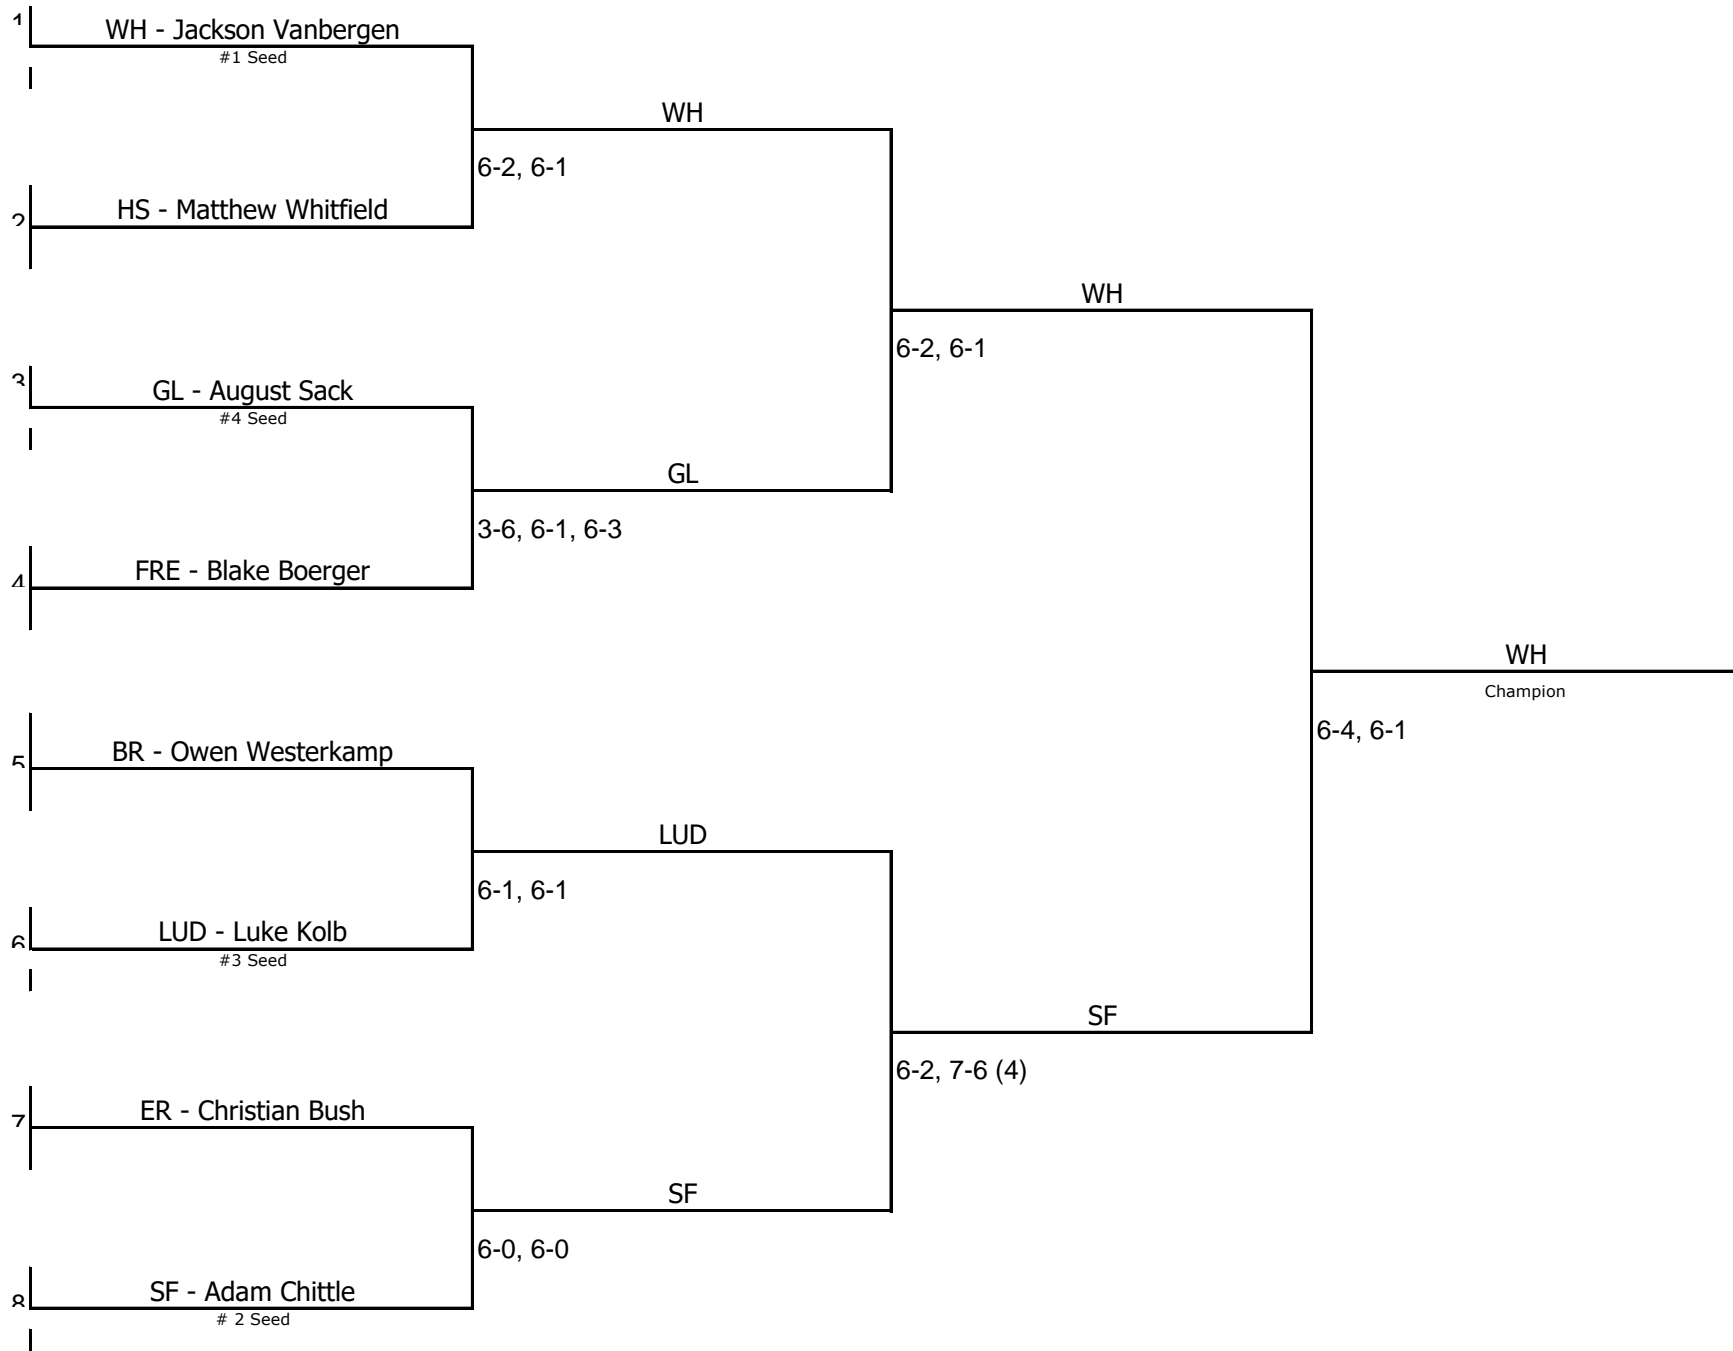 1
WH - Jackson Vanbergen
#1 Seed
WH
6-2, 6-1
2
HS - Matthew Whitfield
WH
6-2, 6-1
3
GL - August Sack
#4 Seed
GL
3-6, 6-1, 6-3
4
FRE - Blake Boerger
WH
Champion
6-4, 6-1
5
BR - Owen Westerkamp
LUD
6-1, 6-1
6
LUD - Luke Kolb
#3 Seed
SF
6-2, 7-6 (4)
7
ER - Christian Bush
SF
6-0, 6-0
8
SF - Adam Chittle
# 2 Seed